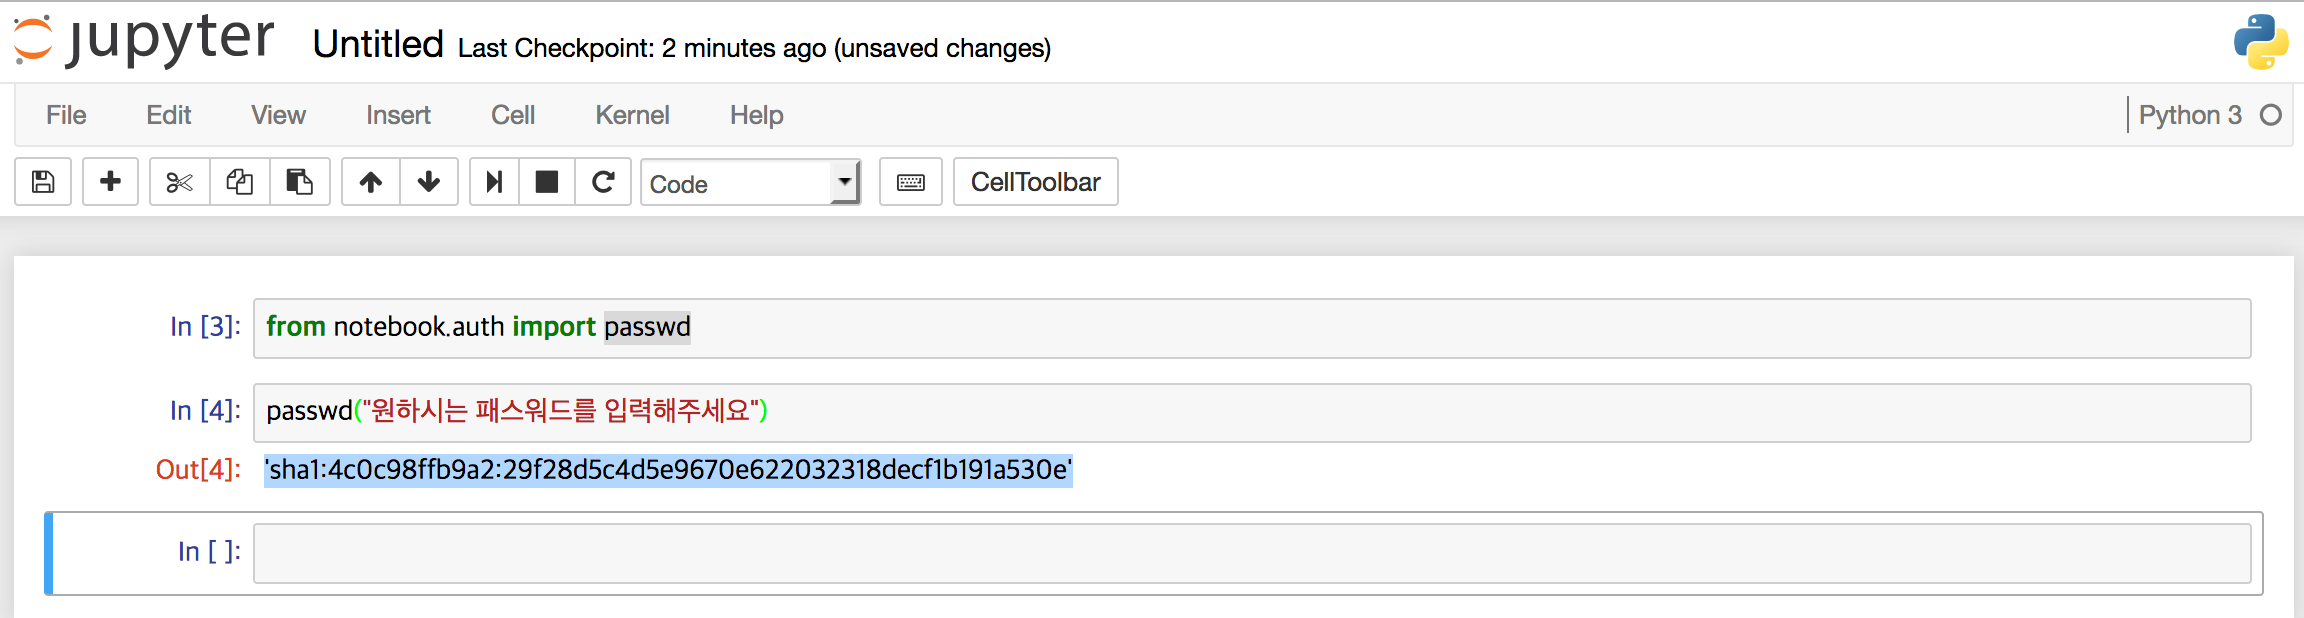 jupyter Untitled Last Checkpoint: 2 minutes ago (unsaved changes)
File Edit View Insert Cell Kernel Help Python 3
Code CellToolbar
In [3]: from notebook.auth import passwd
In [4]: passwd("원하시는 패스워드를 입력해주세요")
Out[4]: 'sha1:4c0c98ffb9a2:29f28d5c4d5e9670e622032318decf1b191a530e'
In [ ]: